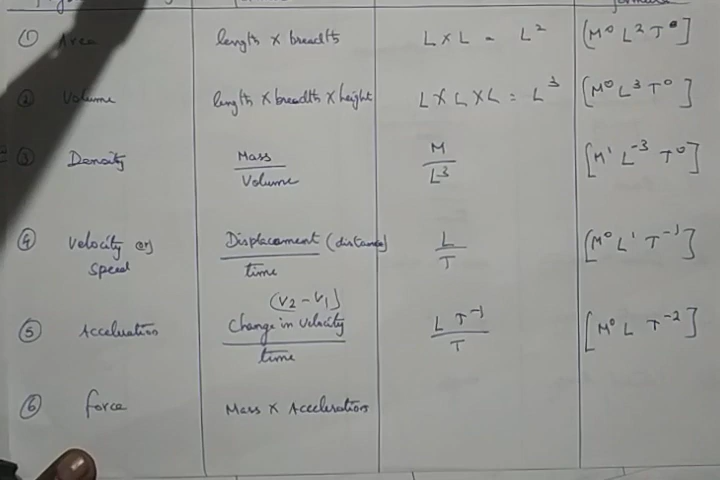 formula
① Area length × breadth L × L = L² [M⁰ L² T⁰]
② Volume length × breadth × height L × L × L = L³ [M⁰ L³ T⁰]
③ Density Mass / Volume M / L³ [M¹ L⁻³ T⁰]
④ Velocity (or) speed Displacement (distance) / time L / T [M⁰ L¹ T⁻¹]
(V₂ – V₁)
⑤ Acceleration Change in velocity / time L T⁻¹ / T [M⁰ L T⁻²]
⑥ force Mass × Acceleration